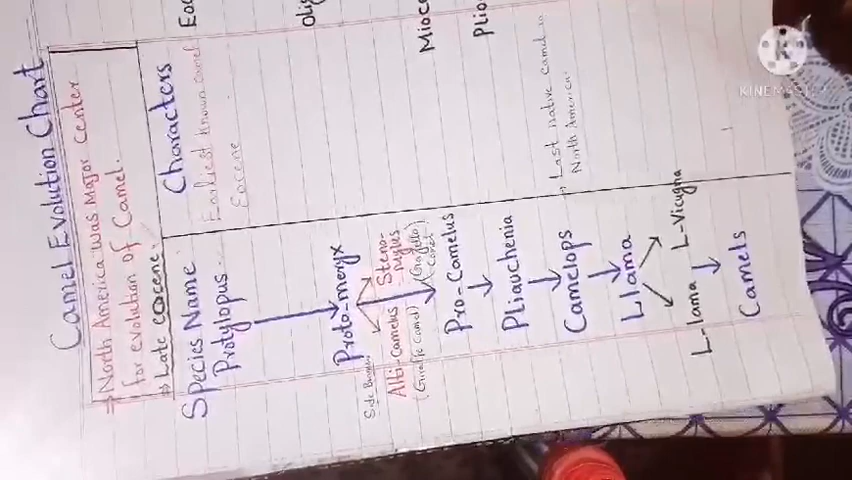 Camel Evolution Chart
⇒ North America was Major Center
for evolution of Camel.
⇒ Late eocene.
Species Name
Characters
Protylopus
Earliest known camel
Eocene
Proto-meryx
Side
Alti-camelus
(Giraffe camel)
Steno-
mylus
(Gazelle
camel)
Pro-Camelus
Pliauchenia
Camelops
⇒ Last native camel in
North America.
Llama
L-lama
L-Vicugna
Camels
Eoc
Olig
Mioce
Plio
KINEMASTER